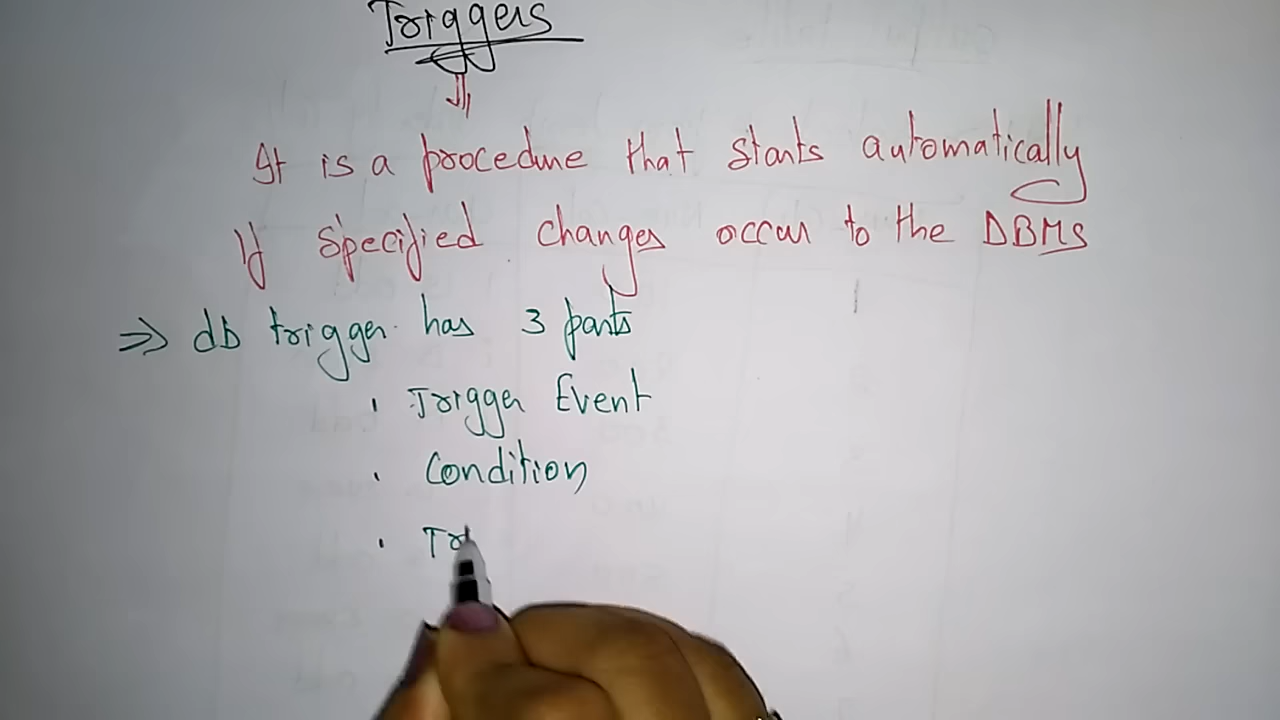 Triggers
It is a procedure that starts automatically
If specified changes occur to the DBMS
⇒ db trigger has 3 parts
. Trigger Event
. Condition
. Tr